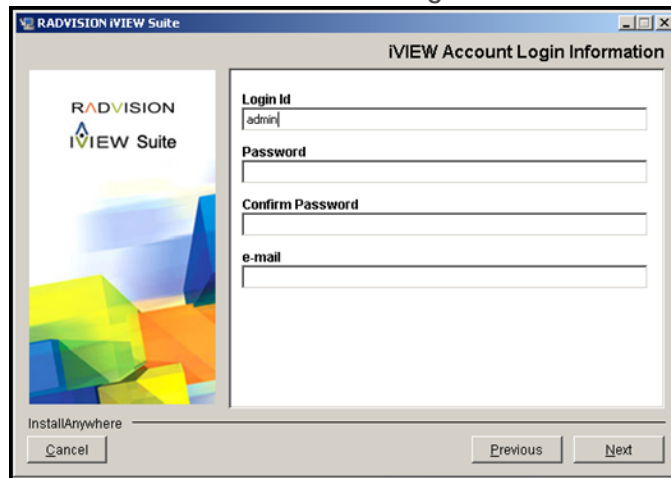 RADVISION iVIEW Suite
iVIEW Account Login Information
RADVISION
iVIEW Suite
Login Id
admin
Password
Confirm Password
e-mail
InstallAnywhere
Cancel
Previous
Next